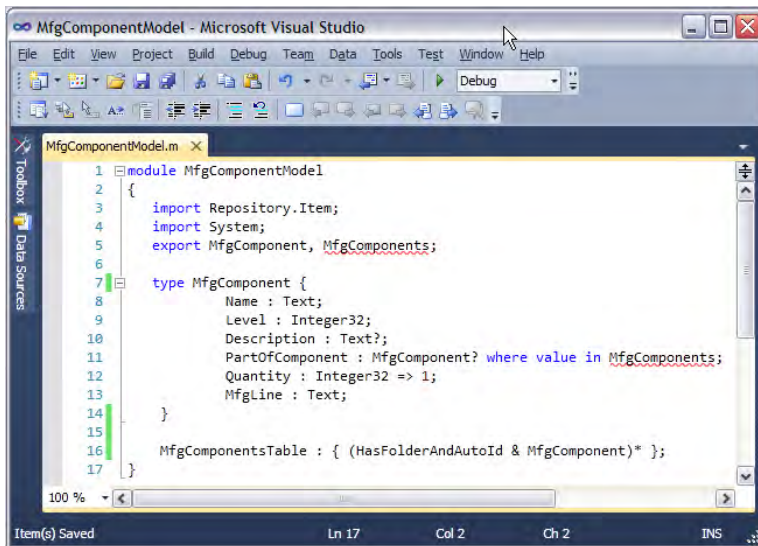 MfgComponentModel - Microsoft Visual Studio
File Edit View Project Build Debug Team Data Tools Test Window Help
Debug
MfgComponentModel.m X
Toolbox
Data Sources
1 module MfgComponentModel
2 {
3 import Repository.Item;
4 import System;
5 export MfgComponent, MfgComponents;
6
7 type MfgComponent {
8 Name : Text;
9 Level : Integer32;
10 Description : Text?;
11 PartOfComponent : MfgComponent? where value in MfgComponents;
12 Quantity : Integer32 => 1;
13 MfgLine : Text;
14 }
15
16 MfgComponentsTable : { (HasFolderAndAutoId & MfgComponent)* };
17 }
100 %
Item(s) Saved Ln 17 Col 2 Ch 2 INS